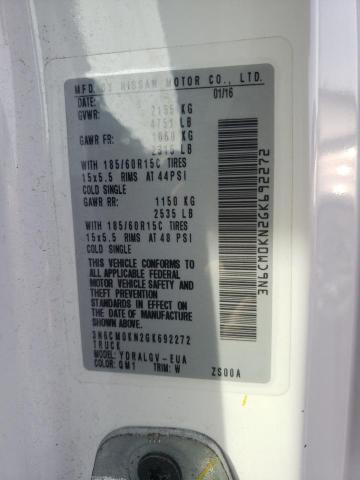 MFD. BY NISSAN MOTOR CO., LTD.
DATE: 01/16
GVWR: 2155 KG
4751 LB
GAWR FR: 1050 KG
2315 LB
WITH 185/60R15C TIRES
15x5.5 RIMS AT 44PSI
COLD SINGLE
GAWR RR: 1150 KG
2535 LB
WITH 185/60R15C TIRES
15x5.5 RIMS AT 48 PSI
COLD SINGLE
THIS VEHICLE CONFORMS TO
ALL APPLICABLE FEDERAL MOTOR
VEHICLE SAFETY AND THEFT
PREVENTION STANDARDS IN EFFECT
ON THE DATE OF MANUFACTURE
SHOWN ABOVE.
3N6CM0KN2GK692272
TRUCK
MODEL: YDRALGV-EUA
COLOR: QM1 TRIM: W
ZS00A
3N6CM0KN2GK692272